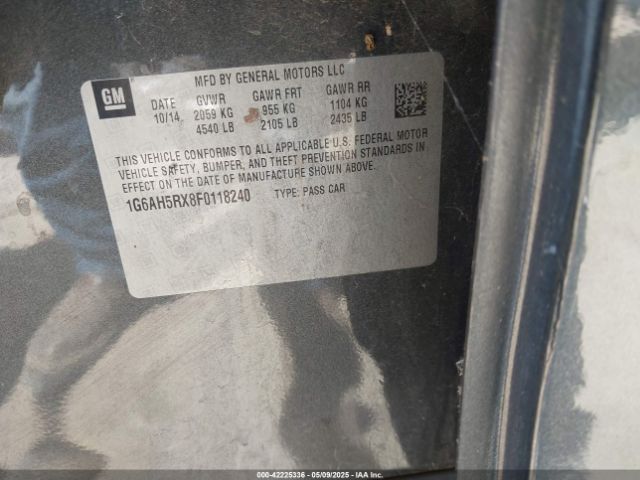 MFD BY GENERAL MOTORS LLC
GM
DATE GVWR GAWR FRT GAWR RR
10/14 2059 KG 955 KG 1104 KG
4540 LB 2105 LB 2435 LB
THIS VEHICLE CONFORMS TO ALL APPLICABLE U.S. FEDERAL MOTOR
VEHICLE SAFETY, BUMPER, AND THEFT PREVENTION STANDARDS IN
EFFECT ON THE DATE OF MANUFACTURE SHOWN ABOVE.
1G6AH5RX8F0118240 TYPE: PASS CAR
000-42225336 | 05/09/2025 | IAA Inc.